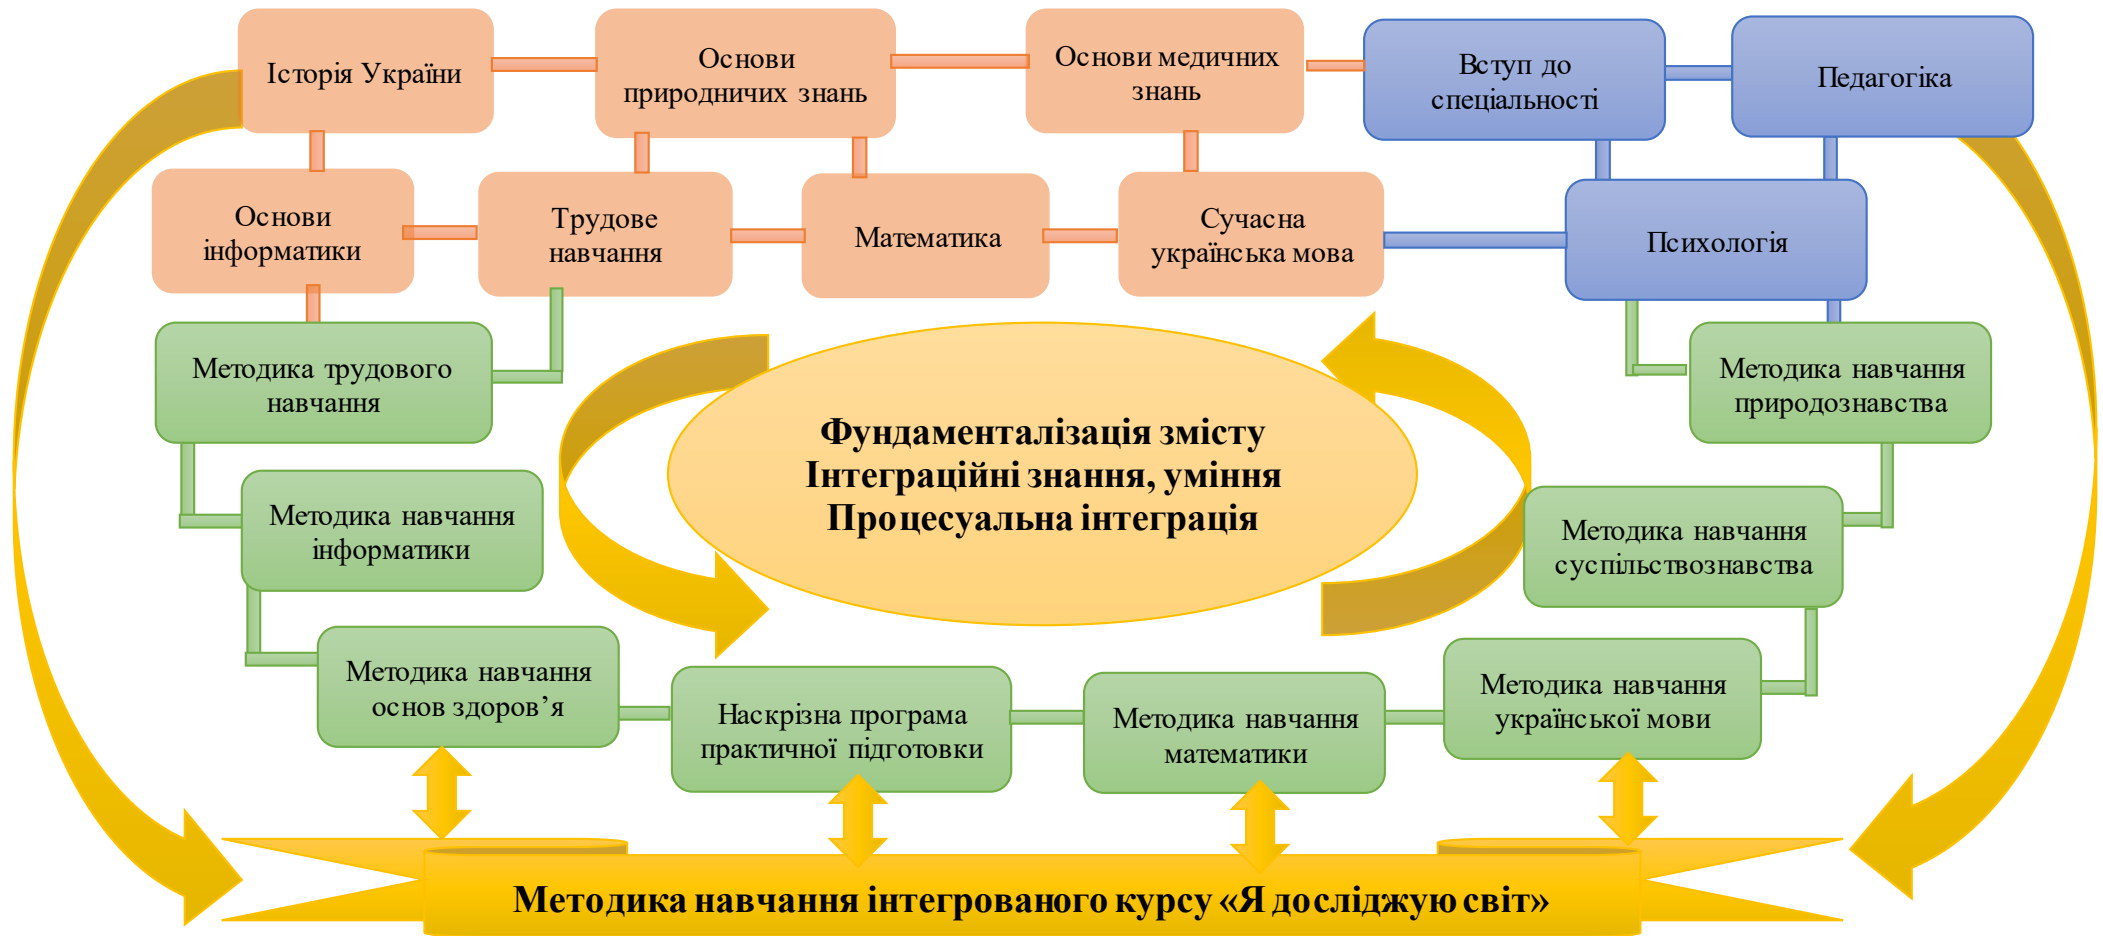 Історія України
Основи
природничих знань
Основи медичних
знань
Вступ до
спеціальності
Педагогіка
Основи
інформатики
Трудове
навчання
Математика
Сучасна
українська мова
Психологія
Методика трудового
навчання
Методика навчання
природознавства
Фундаменталізація змісту
Інтеграційні знання, уміння
Процесуальна інтеграція
Методика навчання
інформатики
Методика навчання
суспільствознавства
Методика навчання
основ здоров’я
Наскрізна програма
практичної підготовки
Методика навчання
математики
Методика навчання
української мови
Методика навчання інтегрованого курсу «Я досліджую світ»